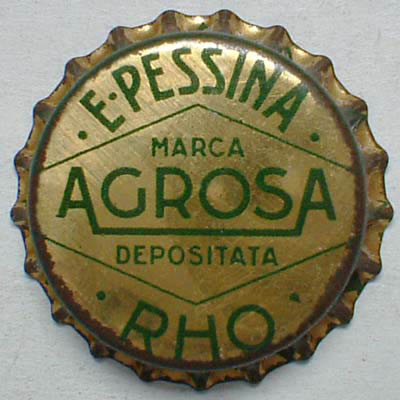 E·PESSINA
MARCA
AGROSA
DEPOSITATA
RHO